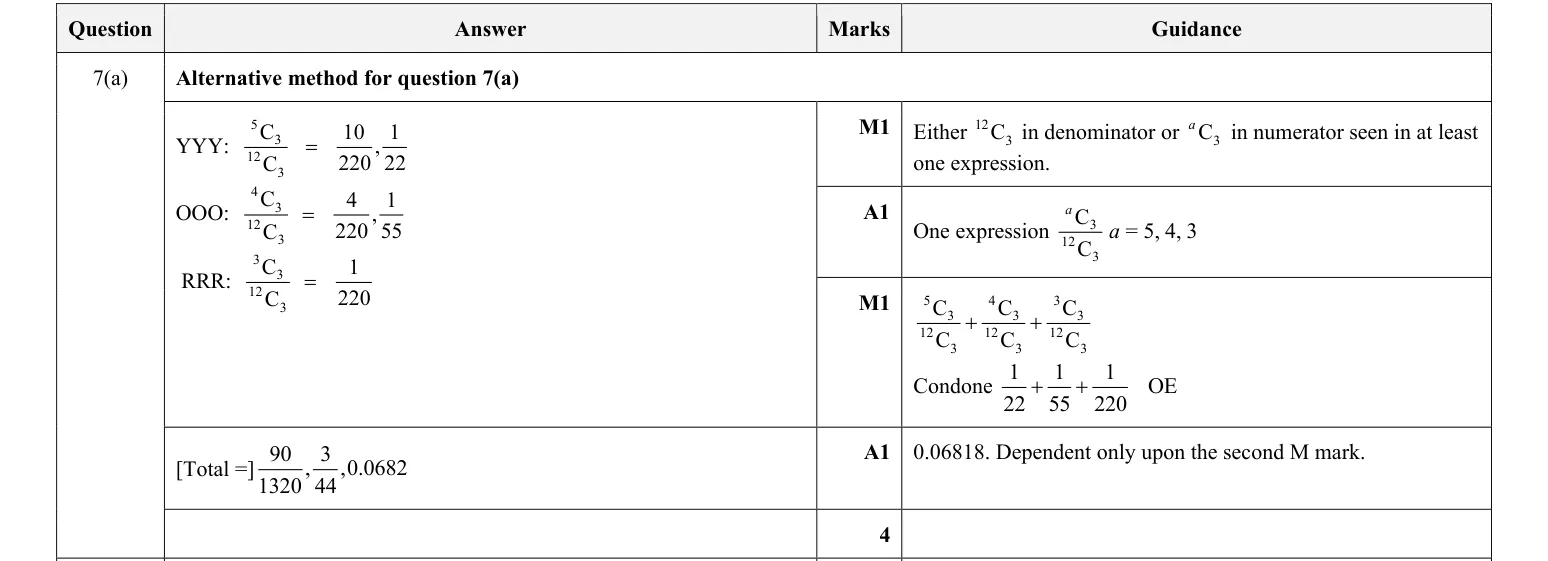 Question Answer Marks Guidance
7(a) Alternative method for question 7(a)
YYY: ⁵C₃/¹²C₃ = 10/220, 1/22
OOO: ⁴C₃/¹²C₃ = 4/220, 1/55
RRR: ³C₃/¹²C₃ = 1/220
M1 Either ¹²C₃ in denominator or ᵃC₃ in numerator seen in at least
one expression.
A1 One expression ᵃC₃/¹²C₃ a = 5, 4, 3
M1 ⁵C₃/¹²C₃ + ⁴C₃/¹²C₃ + ³C₃/¹²C₃
Condone 1/22 + 1/55 + 1/220 OE
[Total =] 90/1320, 3/44, 0.0682 A1 0.06818. Dependent only upon the second M mark.
4